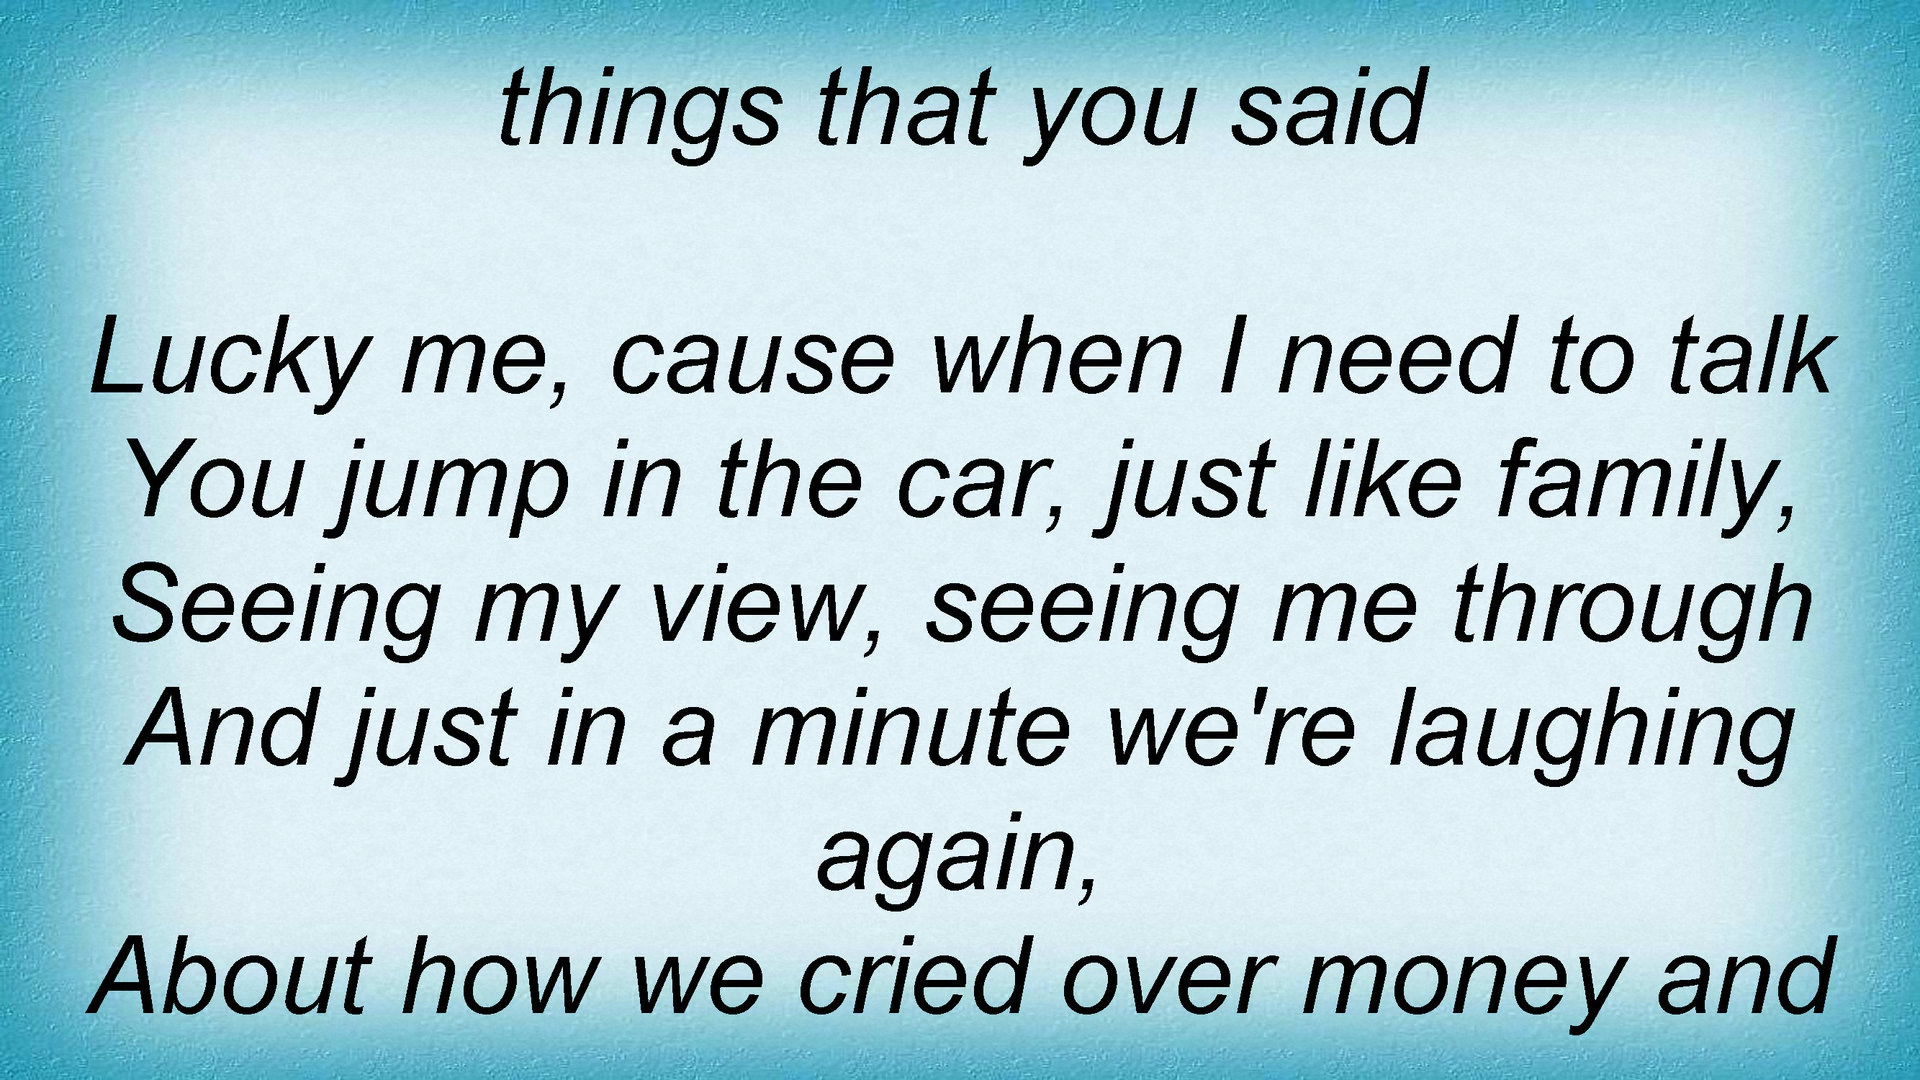 things that you said
Lucky me, cause when I need to talk
You jump in the car, just like family,
Seeing my view, seeing me through
And just in a minute we're laughing
again,
About how we cried over money and